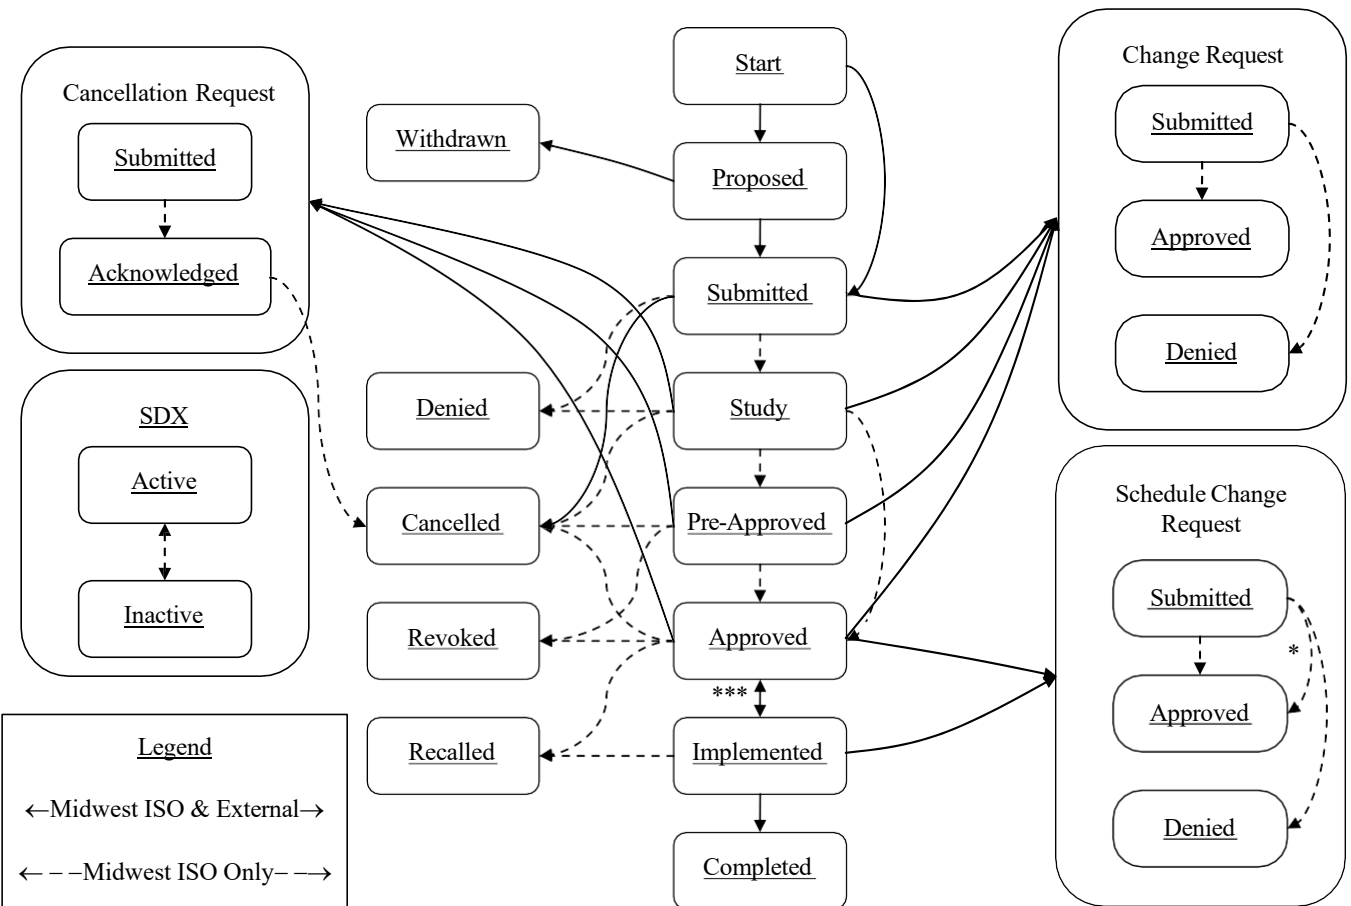 Cancellation Request
Submitted
Acknowledged
SDX
Active
Inactive
Legend
←Midwest ISO & External→
← – –Midwest ISO Only– –→
Withdrawn
Denied
Cancelled
Revoked
Recalled
Start
Proposed
Submitted
Study
Pre-Approved
Approved
***
Implemented
Completed
Change Request
Submitted
Approved
Denied
Schedule Change
Request
Submitted
*
Approved
Denied